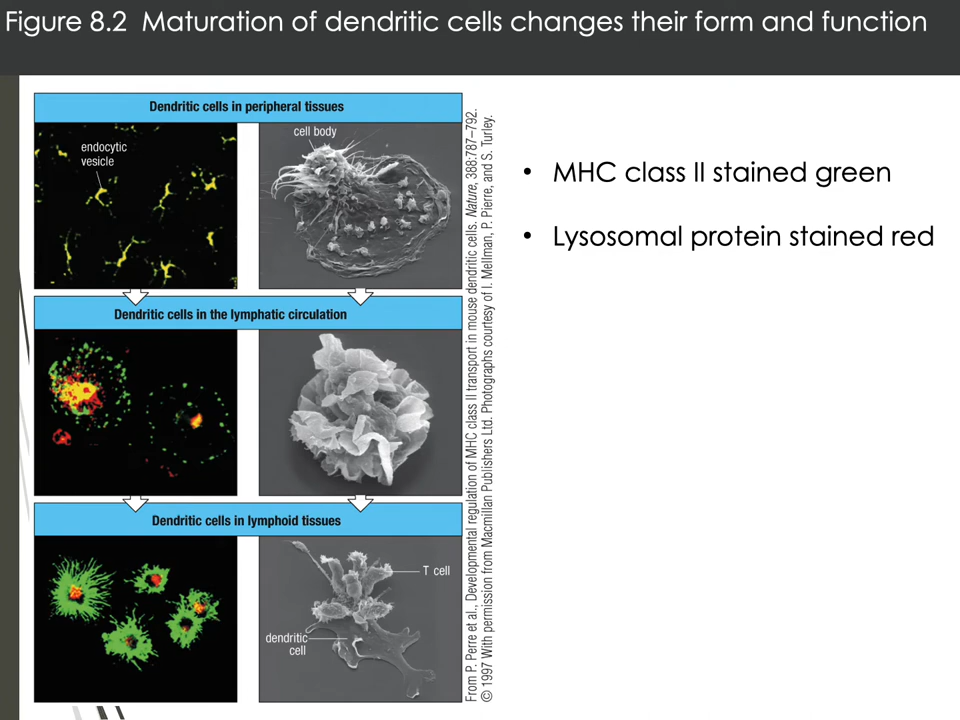 Figure 8.2  Maturation of dendritic cells changes their form and function
Dendritic cells in peripheral tissues
endocytic
vesicle
cell body
Dendritic cells in the lymphatic circulation
Dendritic cells in lymphoid tissues
T cell
dendritic
cell
From P. Perre et al., Developmental regulation of MHC class II transport in mouse dendritic cells. Nature, 388:787–792.
© 1997 With permission from Macmillan Publishers Ltd. Photographs courtesy of I. Mellman, P. Pierre, and S. Turley.
• MHC class II stained green
• Lysosomal protein stained red